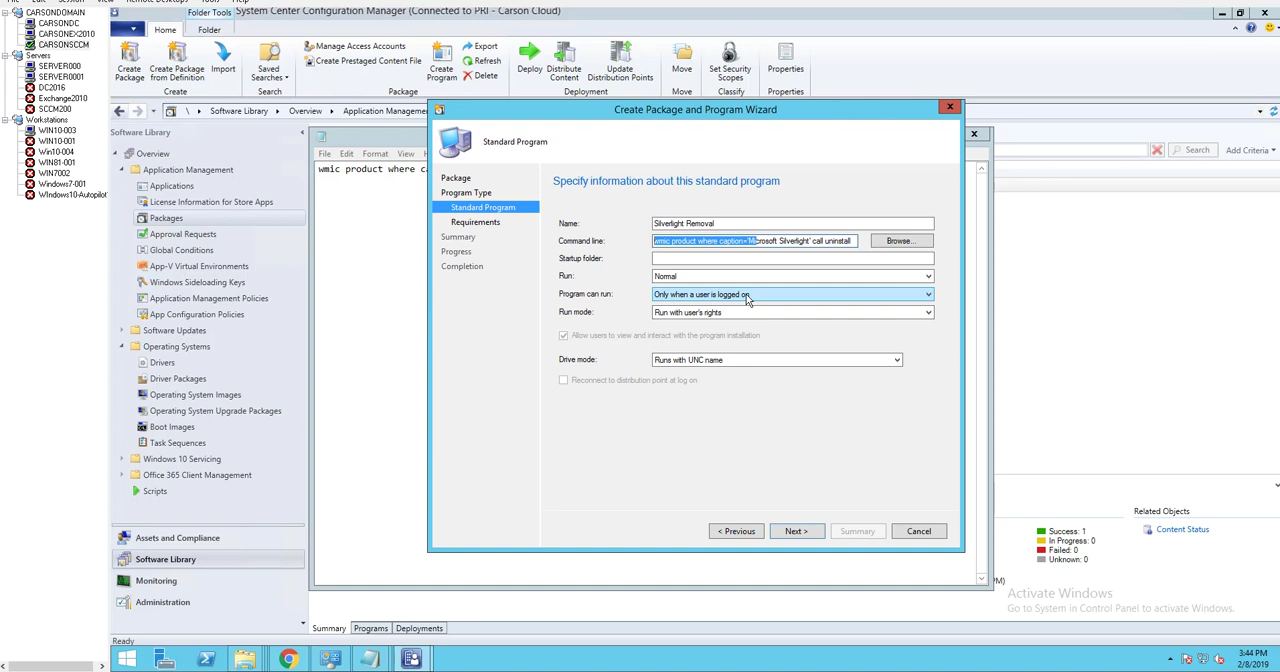 File Edit Session View Remote Desktops Tools Help
Folder Tools
System Center Configuration Manager (Connected to PRI - Carson Cloud)
Home
Folder
Create Package
Create Package from Definition
Import
Create
Saved Searches
Search
Manage Access Accounts
Create Prestaged Content File
Create Program
Export
Refresh
Delete
Package
Deploy
Distribute Content
Update Distribution Points
Deployment
Move
Move
Set Security Scopes
Classify
Properties
Properties
CARSONDOMAIN
CARSONDC
CARSONEX2010
CARSONSCCM
Servers
SERVER000
SERVER0001
DC2016
Exchange2010
SCCM200
Workstations
WIN10-003
WIN10-001
Win10-004
WIN81-001
WIN7002
Windows7-001
WIndows10-Autopilot
\ Software Library Overview Application Management
Software Library
Overview
Application Management
Applications
License Information for Store Apps
Packages
Approval Requests
Global Conditions
App-V Virtual Environments
Windows Sideloading Keys
Application Management Policies
App Configuration Policies
Software Updates
Operating Systems
Drivers
Driver Packages
Operating System Images
Operating System Upgrade Packages
Boot Images
Task Sequences
Windows 10 Servicing
Office 365 Client Management
Scripts
Assets and Compliance
Software Library
Monitoring
Administration
Ready
File Edit Format View
wmic product where ca
Search
Add Criteria
Create Package and Program Wizard
Standard Program
Package
Program Type
Standard Program
Requirements
Summary
Progress
Completion
Specify information about this standard program
Name: Silverlight Removal
Command line: wmic product where caption='Microsoft Silverlight' call uninstall Browse...
Startup folder:
Run: Normal
Program can run: Only when a user is logged on
Run mode: Run with user's rights
Allow users to view and interact with the program installation
Drive mode: Runs with UNC name
Reconnect to distribution point at log on
< Previous Next > Summary Cancel
Success: 1
In Progress: 0
Failed: 0
Unknown: 0
PM)
Related Objects
Content Status
Activate Windows
Go to System in Control Panel to activate Windows.
Summary Programs Deployments
3:44 PM
2/8/2019